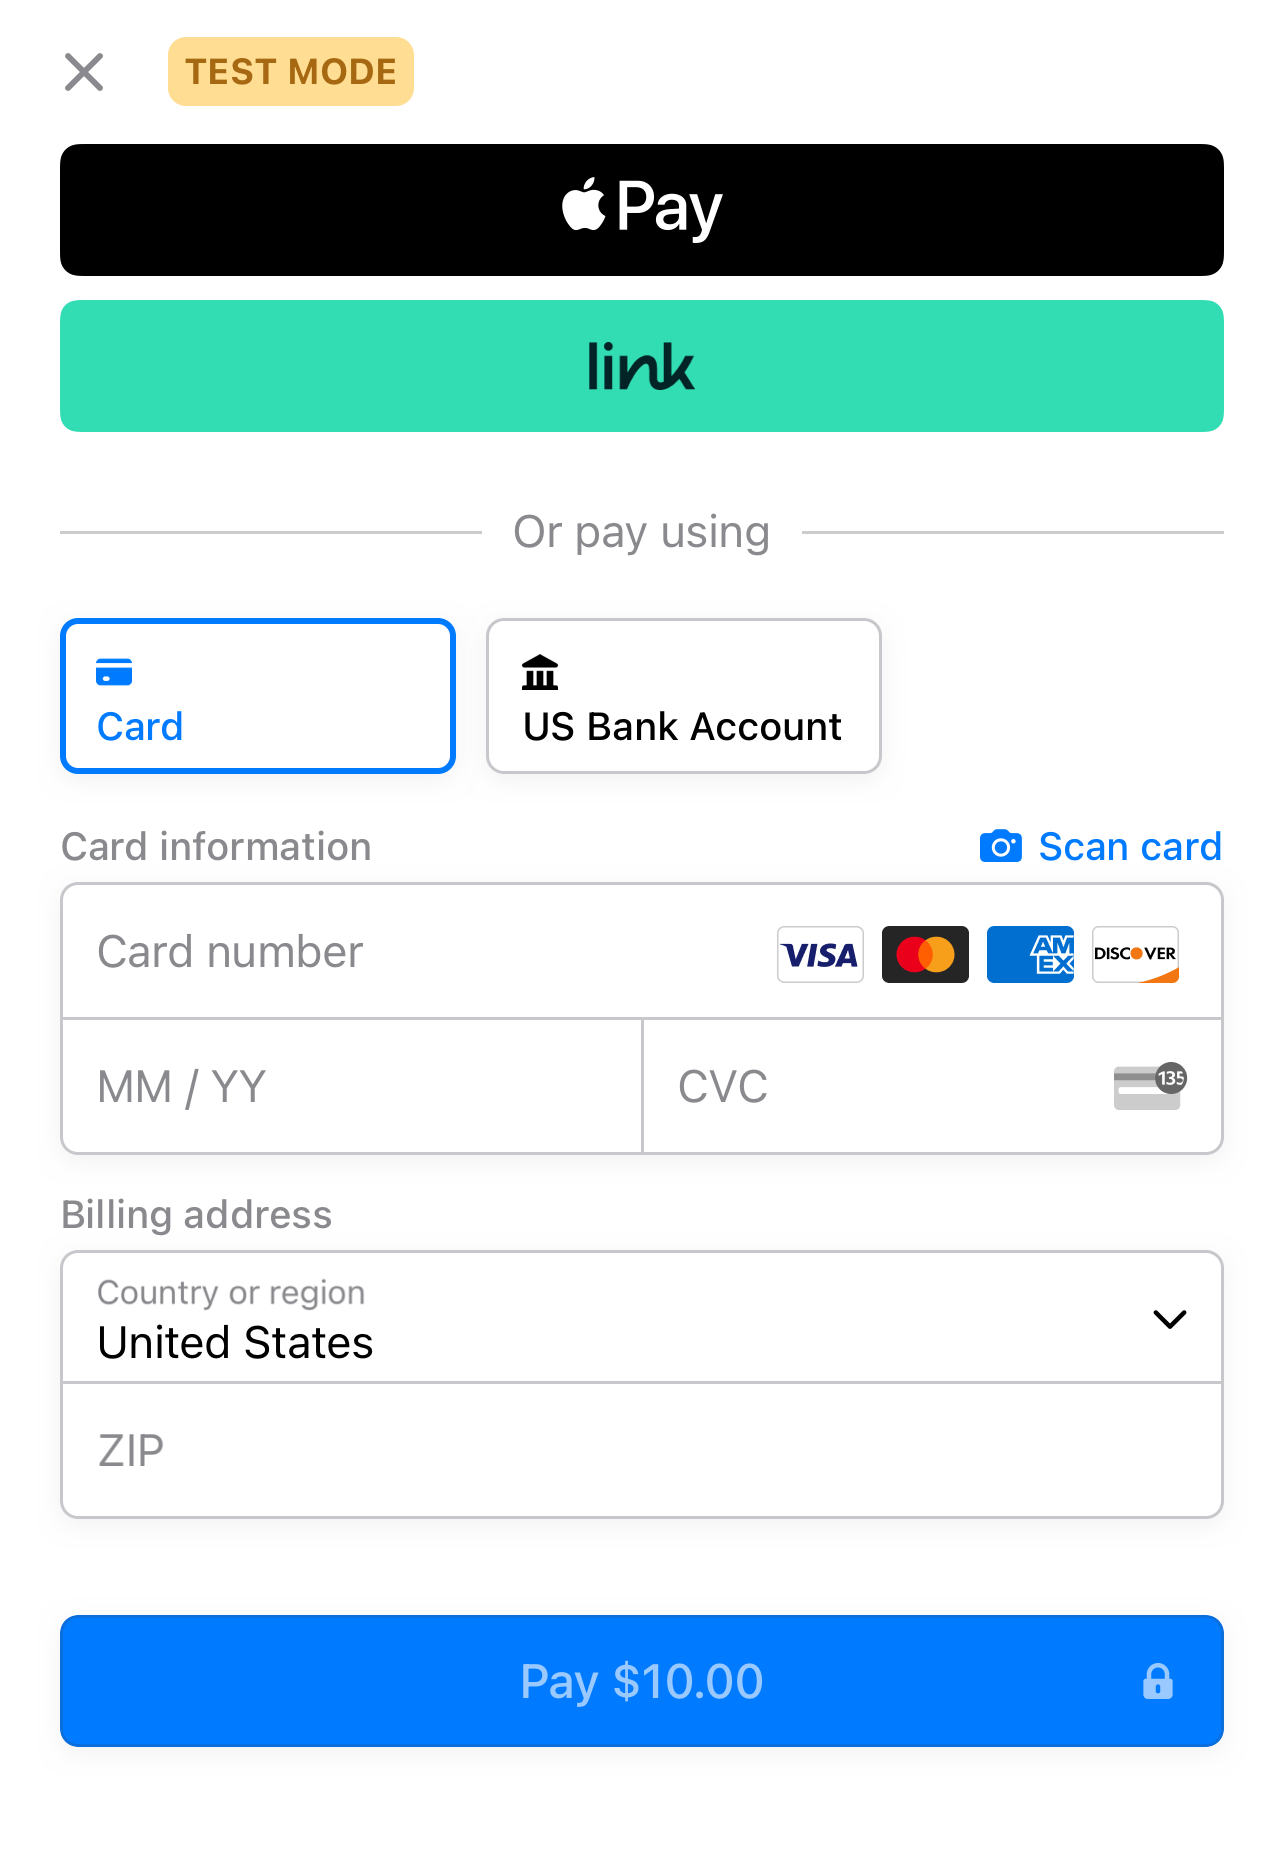 TEST MODE
Pay
link
Or pay using
Card
US Bank Account
Card information
Scan card
Card number
VISA
AM
EX
DISCOVER
MM / YY
CVC
135
Billing address
Country or region
United States
ZIP
Pay $10.00